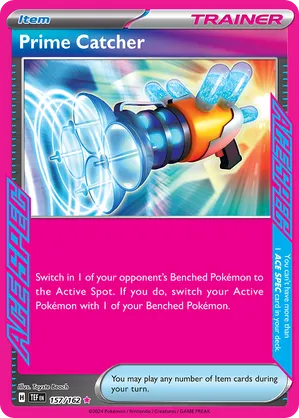 Item
TRAINER
Prime Catcher
ACE SPEC
ACE SPEC
You can't have more than
1 ACE SPEC card in your deck.
Switch in 1 of your opponent's Benched Pokémon to
the Active Spot. If you do, switch your Active
Pokémon with 1 of your Benched Pokémon.
Illus. Toyste Beach
H TEF EN 157/162
You may play any number of Item cards during
your turn.
©2024 Pokémon / Nintendo / Creatures / GAME FREAK